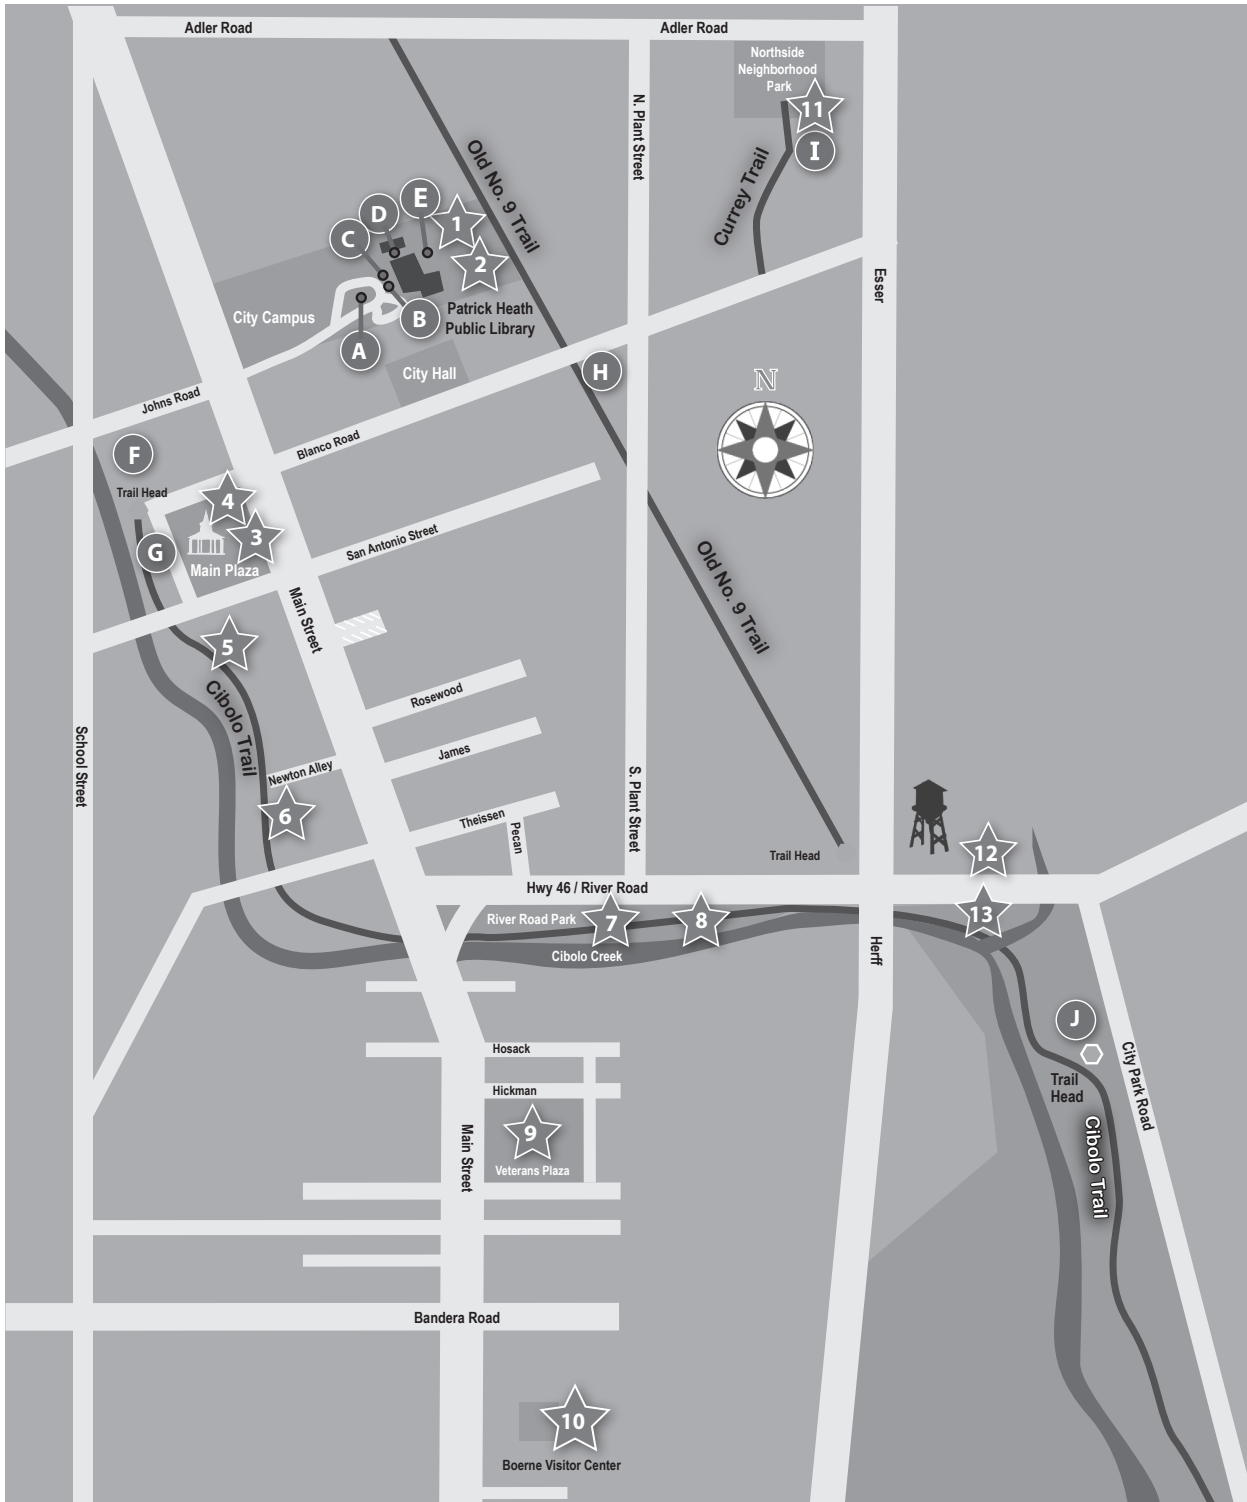 Adler Road
Adler Road
Northside
Neighborhood
Park
11
I
N. Plant Street
Old No. 9 Trail
Currey Trail
E
D
C
1
2
Esser
City Campus
Patrick Heath
Public Library
B
A
City Hall
H
N
Johns Road
Blanco Road
F
Trail Head
4
3
G
Main Plaza
San Antonio Street
Old No. 9 Trail
Main Street
5
Cibolo Trail
Rosewood
James
Newton Alley
School Street
6
Theissen
Pecan
S. Plant Street
Trail Head
12
Hwy 46 / River Road
River Road Park
7
8
13
Cibolo Creek
Herff
J
Hosack
Trail
Head
City Park Road
Hickman
9
Main Street
Veterans Plaza
Cibolo Trail
Bandera Road
10
Boerne Visitor Center